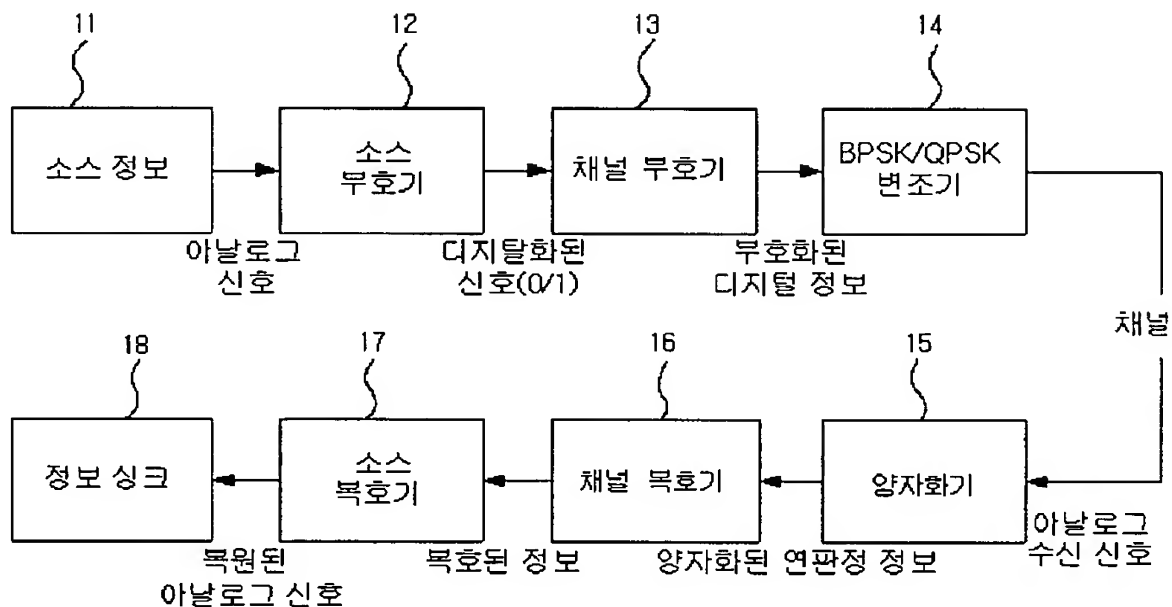 11
12
13
14
소스 정보
소스
부호기
채널 부호기
BPSK/QPSK
변조기
아날로그
신호
디지탈화된
신호(0/1)
부호화된
디지털 정보
채널
18
17
16
15
정보 싱크
소스
복호기
채널 복호기
양자화기
복원된
아날로그 신호
복호된 정보
양자화된 연판정 정보
아날로그
수신 신호